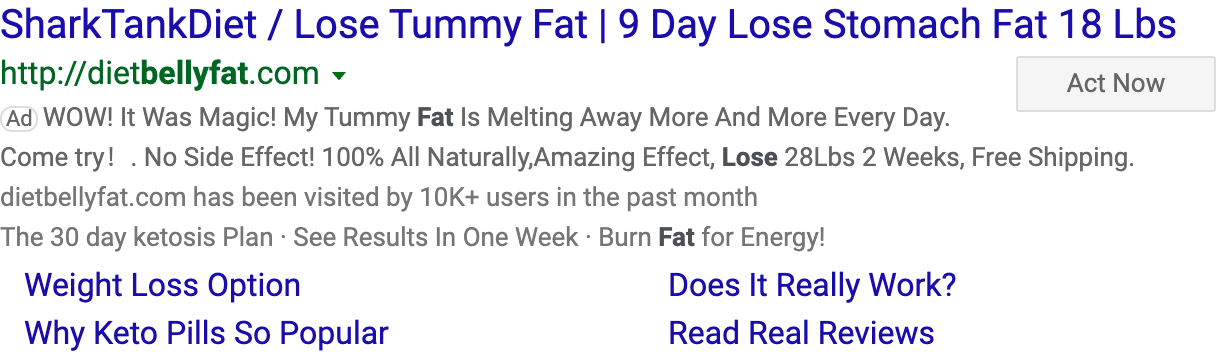 SharkTankDiet / Lose Tummy Fat | 9 Day Lose Stomach Fat 18 Lbs
http://dietbellyfat.com
Act Now
Ad WOW! It Was Magic! My Tummy Fat Is Melting Away More And More Every Day.
Come try！. No Side Effect! 100% All Naturally,Amazing Effect, Lose 28Lbs 2 Weeks, Free Shipping.
dietbellyfat.com has been visited by 10K+ users in the past month
The 30 day ketosis Plan · See Results In One Week · Burn Fat for Energy!
Weight Loss Option
Does It Really Work?
Why Keto Pills So Popular
Read Real Reviews